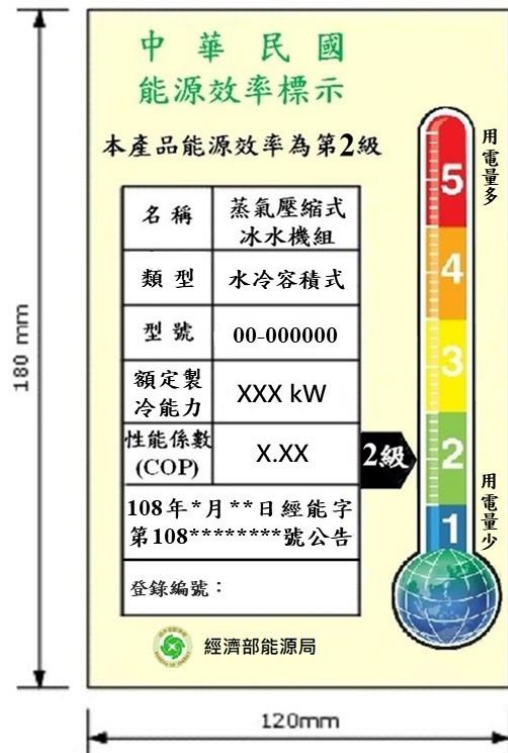 中華民國
能源效率標示
本產品能源效率為第2級
名稱
蒸氣壓縮式
冰水機組
類型
水冷容積式
型號
00-000000
額定製
冷能力
XXX kW
性能係數
(COP)
X.XX
108年*月**日經能字
第108********號公告
登錄編號：
經濟部能源局
2級
用電量多
5
4
3
2
1
用電量少
180 mm
120mm